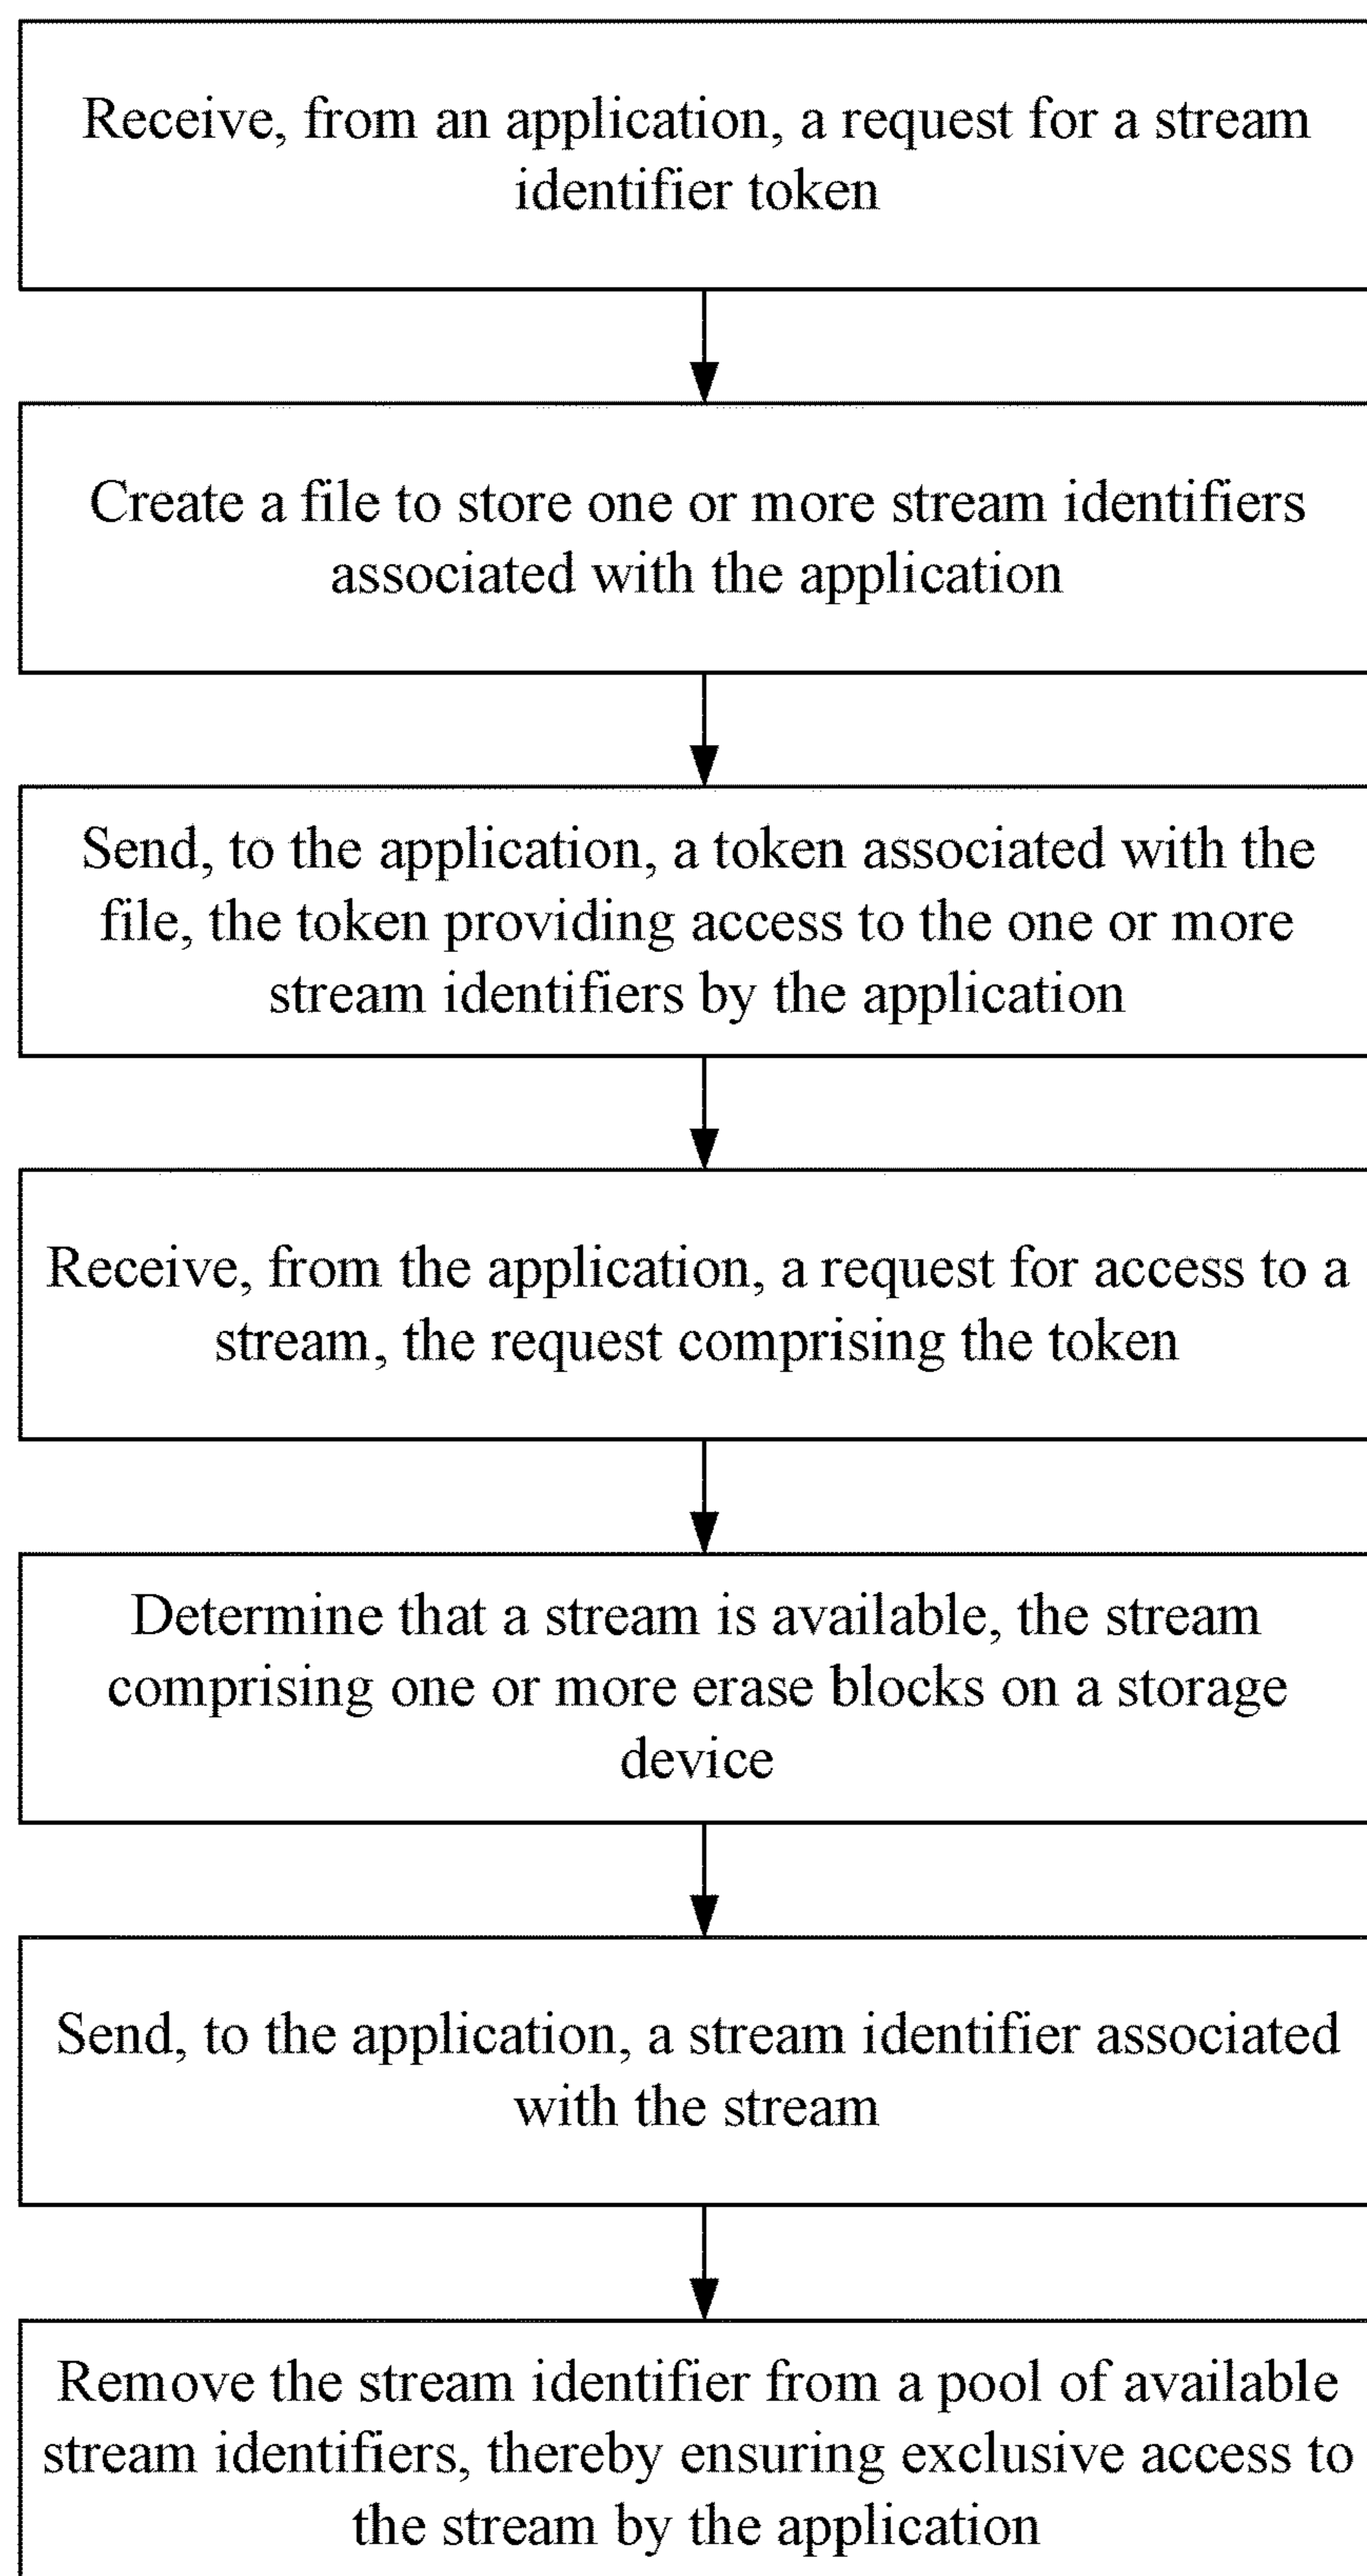 Receive, from an application, a request for a stream
identifier token
Create a file to store one or more stream identifiers
associated with the application
Send, to the application, a token associated with the
file, the token providing access to the one or more
stream identifiers by the application
Receive, from the application, a request for access to a
stream, the request comprising the token
Determine that a stream is available, the stream
comprising one or more erase blocks on a storage
device
Send, to the application, a stream identifier associated
with the stream
Remove the stream identifier from a pool of available
stream identifiers, thereby ensuring exclusive access to
the stream by the application